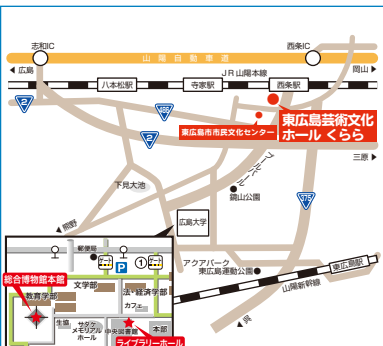 志和IC
西条IC
山陽自動車道
◀広島
岡山▶
JR山陽本線
八本松駅
寺家駅
西条駅
2
486
東広島芸術文化
ホール くらら
東広島市市民文化センター
2
三原▶
ブールバール
下見大池
鏡山公園
375
◀熊野
広島大学
アクアパーク
東広島運動公園
東広島駅
山陽新幹線
◀呉
郵便局
P
1
総合博物館本館
文学部
教育学部
法・経済学部
カフェ
生協
サタケ
メモリアル
ホール
中央図書館
本部
ライブラリーホール